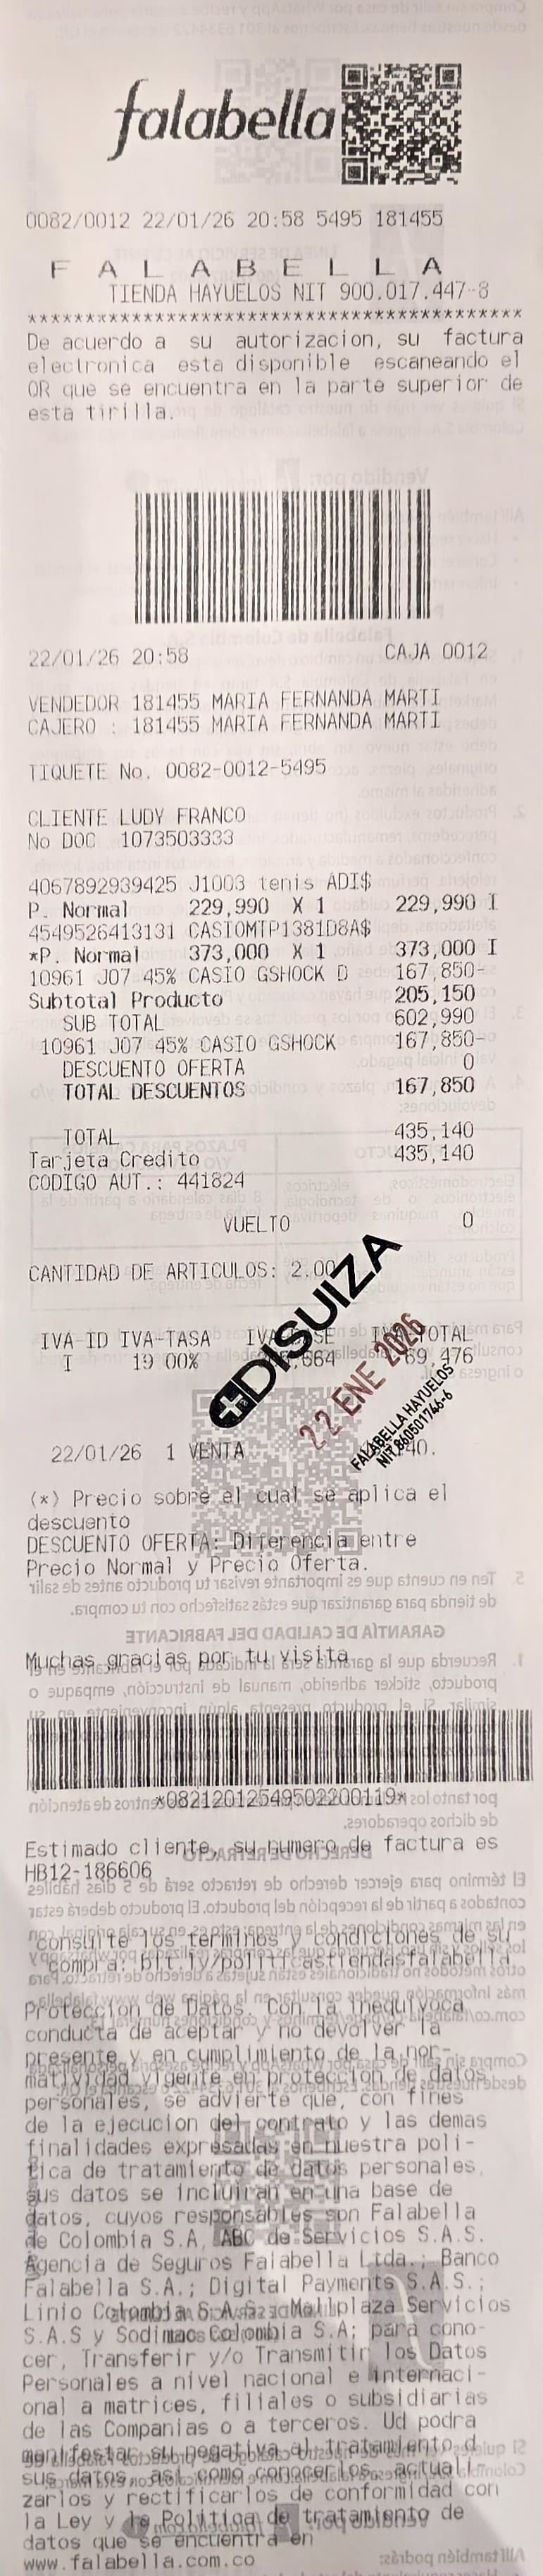 falabella
0082/0012 22/01/26 20:58 5495 181455
F A L A B E L L A
TIENDA HAYUELOS NIT 900.017.447-8
******************************************
De acuerdo a su autorizacion, su factura
electronica esta disponible escaneando el
QR que se encuentra en la parte superior de
esta tirilla.
22/01/26 20:58 CAJA 0012
VENDEDOR 181455 MARIA FERNANDA MARTI
CAJERO : 181455 MARIA FERNANDA MARTI
TIQUETE No. 0082-0012-5495
CLIENTE LUDY FRANCO
No DOC 1073503333
4067892939425 J1003 tenis ADI$
P. Normal 229,990 X 1 229,990 I
4549526413131 CASIOMTP1381D8A$
*P. Normal 373,000 X 1 373,000 I
10961 J07 45% CASIO GSHOCK D 167,850-
Subtotal Producto 205,150
SUB TOTAL 602,990
10961 J07 45% CASIO GSHOCK 167,850-
DESCUENTO OFERTA 0
TOTAL DESCUENTOS 167,850
TOTAL 435,140
Tarjeta Credito 435,140
CODIGO AUT.: 441824
VUELTO 0
CANTIDAD DE ARTICULOS: 2.00
DISUIZA
22 ENE 2026
FALABELLA HAYUELOS
NIT.860501746-6
IVA-ID IVA-TASA
I 19 00% 69,476
22/01/26 1 VENTA
(*) Precio sobre el cual se aplica el
descuento
DESCUENTO OFERTA: Diferencia entre
Precio Normal y Precio Oferta.
Muchas gracias por tu visita
*08212012549502200119*
Estimado cliente, su numero de factura es
HB12-186606
consulte los terminos y condiciones de su
compra: bit.ly/politicastiendasfalabella
Proteccion de Datos. Con la inequivoca
conducta de aceptar y no devolver la
presente y en cumplimiento de la nor-
matividad vigente en proteccion de datos
personales, se advierte que, con fines
de la ejecucion del contrato y las demas
finalidades expresadas en nuestra poli-
tica de tratamiento de datos personales,
sus datos se incluiran en una base de
datos, cuyos responsables son Falabella
de Colombia S.A, ABC de Servicios S.A.S.
Agencia de Seguros Falabella Ltda.; Banco
Falabella S.A.; Digital Payments S.A.S.;
Linio Colombia S.A.S.; Mallplaza Servicios
S.A.S y Sodimac Colombia S.A; para cono-
cer, Transferir y/o Transmitir los Datos
Personales a nivel nacional e internaci-
onal a matrices, filiales o subsidiarias
de las Companias o a terceros. Ud podra
manifestar su negativa al tratamiento d
sus datos, asi como conocerlos, actuali
zarlos y rectificarlos de conformidad con
la Ley y la Politica de tratamiento de
datos que se encuentra en
www.falabella.com.co